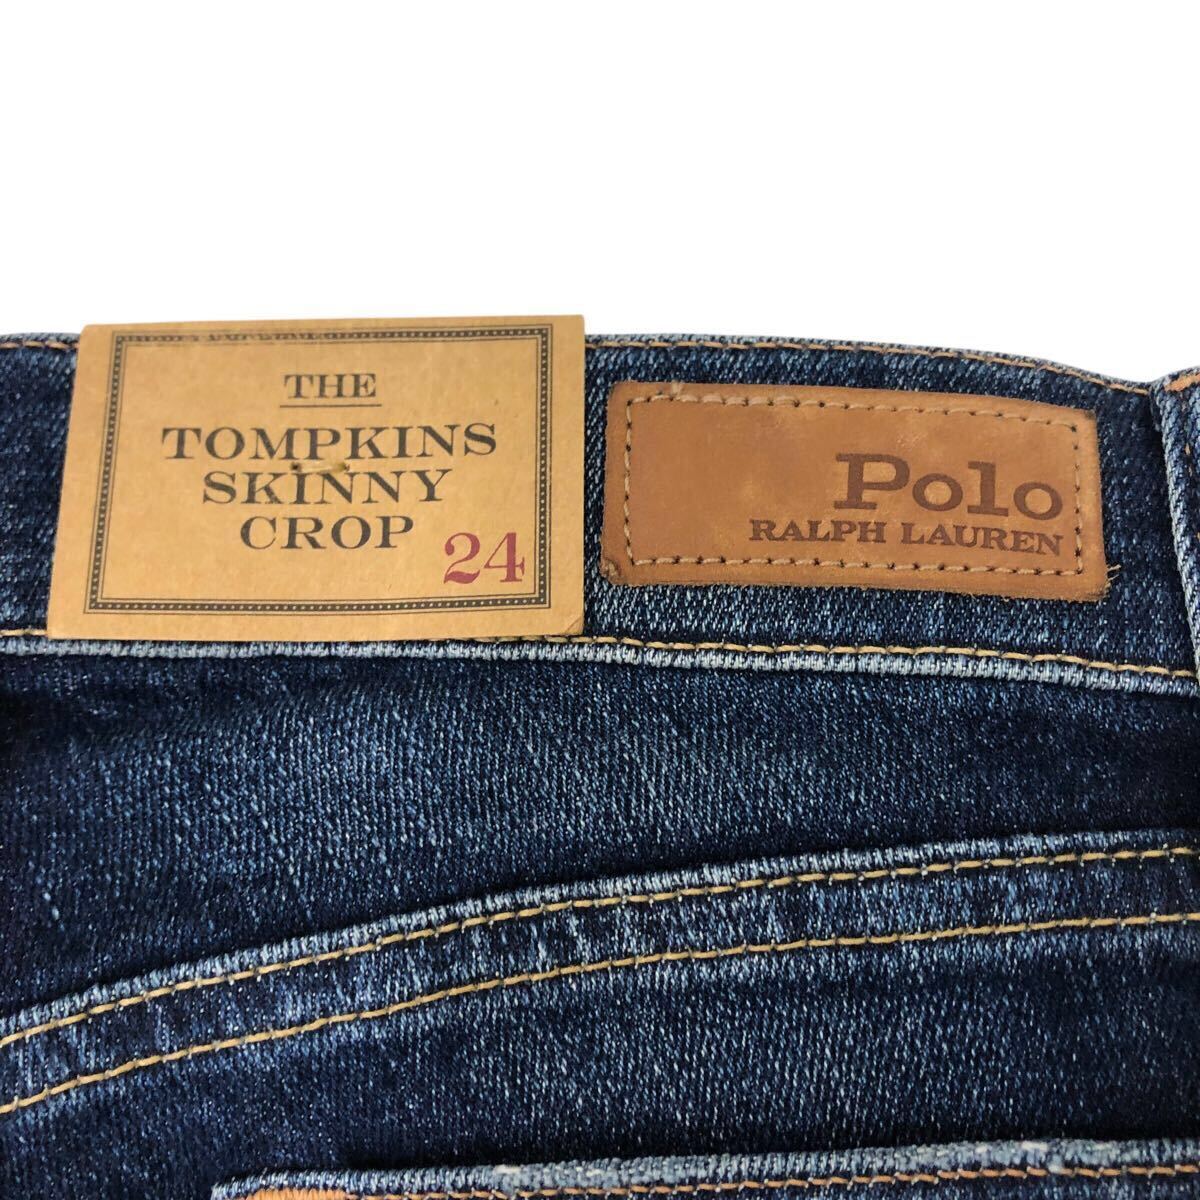 THE
TOMPKINS
SKINNY
CROP
24
Polo
RALPH LAUREN